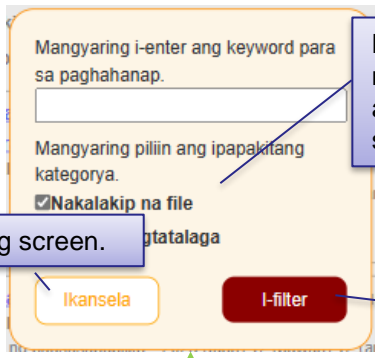 Mangyaring i-enter ang keyword para
sa paghahanap.
Mangyaring piliin ang ipapakitang
kategorya.
Nakalakip na file
g screen.
gtatalaga
Ikansela
I-filter